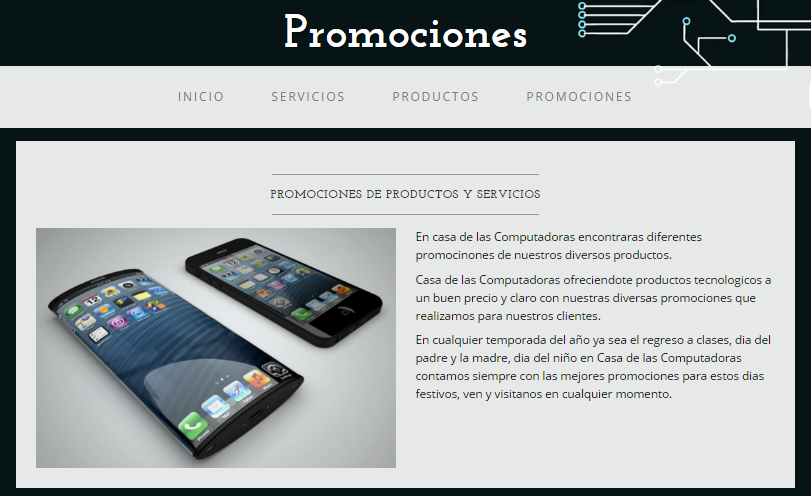 Promociones
INICIO SERVICIOS PRODUCTOS PROMOCIONES
PROMOCIONES DE PRODUCTOS Y SERVICIOS
En casa de las Computadoras encontraras diferentes
promocinones de nuestros diversos productos.
Casa de las Computadoras ofreciendote productos tecnologicos a
un buen precio y claro con nuestras diversas promociones que
realizamos para nuestros clientes.
En cualquier temporada del año ya sea el regreso a clases, dia del
padre y la madre, dia del niño en Casa de las Computadoras
contamos siempre con las mejores promociones para estos dias
festivos, ven y visitanos en cualquier momento.